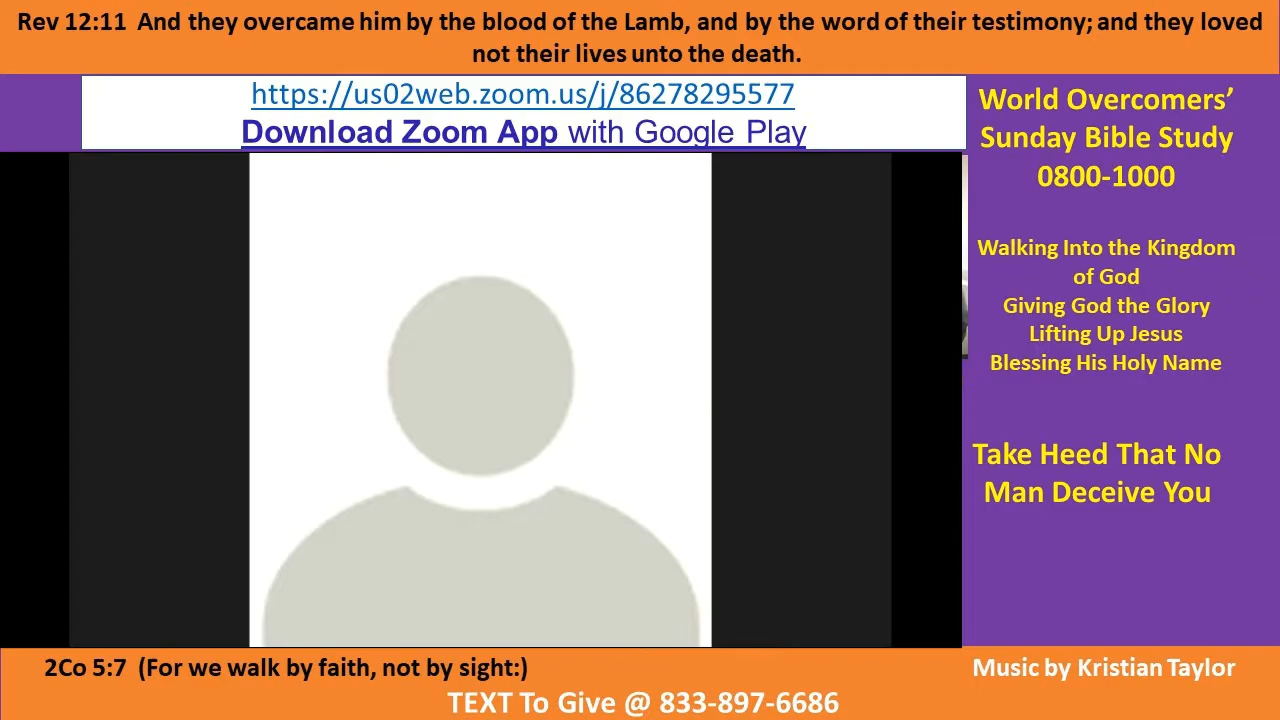 Rev 12:11  And they overcame him by the blood of the Lamb, and by the word of their testimony; and they loved
not their lives unto the death.
https://us02web.zoom.us/j/86278295577
Download Zoom App with Google Play
World Overcomers’
Sunday Bible Study
0800-1000
Walking Into the Kingdom
of God
Giving God the Glory
Lifting Up Jesus
Blessing His Holy Name
Take Heed That No
Man Deceive You
2Co 5:7  (For we walk by faith, not by sight:)
Music by Kristian Taylor
TEXT To Give @ 833-897-6686